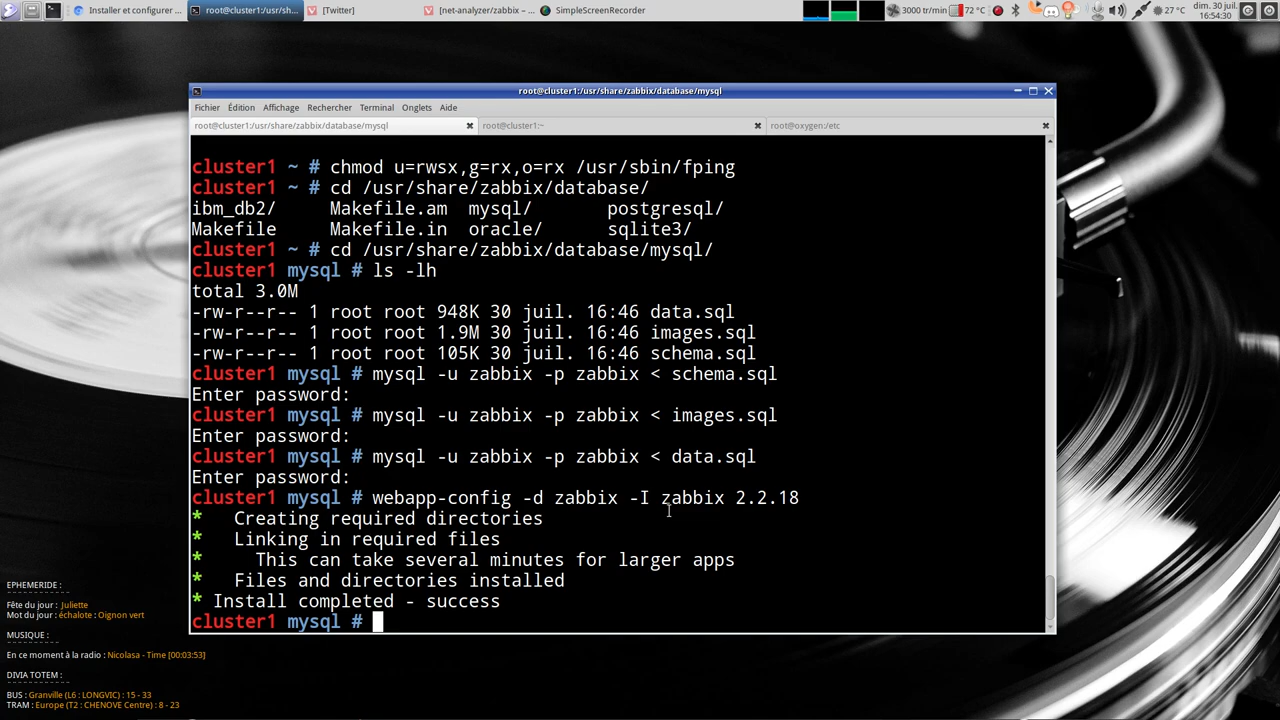 Installer et configurer ...
root@cluster1:/usr/sh...
[Twitter]
[net-analyzer/zabbix – ...
SimpleScreenRecorder
3000 tr/min
72 °C
27 °C
dim. 30 juil.
16:54:30
root@cluster1:/usr/share/zabbix/database/mysql
Fichier Édition Affichage Rechercher Terminal Onglets Aide
root@cluster1:/usr/share/zabbix/database/mysql
root@cluster1:~
root@oxygen:/etc
cluster1 ~ # chmod u=rwsx,g=rx,o=rx /usr/sbin/fping
cluster1 ~ # cd /usr/share/zabbix/database/
ibm_db2/ Makefile.am mysql/ postgresql/
Makefile Makefile.in oracle/ sqlite3/
cluster1 ~ # cd /usr/share/zabbix/database/mysql/
cluster1 mysql # ls -lh
total 3.0M
-rw-r--r-- 1 root root 948K 30 juil. 16:46 data.sql
-rw-r--r-- 1 root root 1.9M 30 juil. 16:46 images.sql
-rw-r--r-- 1 root root 105K 30 juil. 16:46 schema.sql
cluster1 mysql # mysql -u zabbix -p zabbix < schema.sql
Enter password:
cluster1 mysql # mysql -u zabbix -p zabbix < images.sql
Enter password:
cluster1 mysql # mysql -u zabbix -p zabbix < data.sql
Enter password:
cluster1 mysql # webapp-config -d zabbix -I zabbix 2.2.18
* Creating required directories
* Linking in required files
* This can take several minutes for larger apps
* Files and directories installed
* Install completed - success
cluster1 mysql #
EPHEMERIDE :
Fête du jour : Juliette
Mot du jour : échalote : Oignon vert
MUSIQUE :
En ce moment à la radio : Nicolasa - Time [00:03:53]
DIVIA TOTEM :
BUS : Granville (L6 : LONGVIC) : 15 - 33
TRAM : Europe (T2 : CHENOVE Centre) : 8 - 23